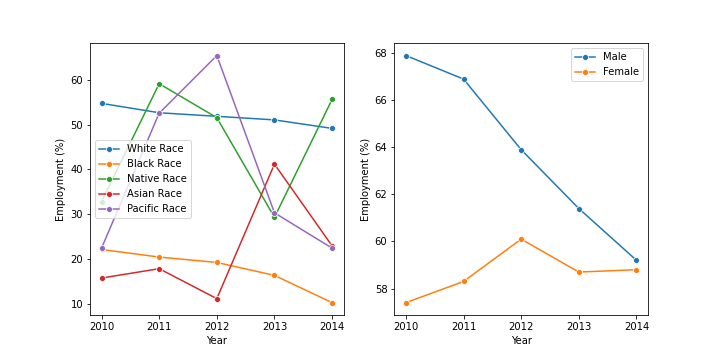 60
50
40
30
20
10
2010 2011 2012 2013 2014
Year
Employment (%)
White Race
Black Race
Native Race
Asian Race
Pacific Race
68
66
64
62
60
58
2010 2011 2012 2013 2014
Year
Employment (%)
Male
Female